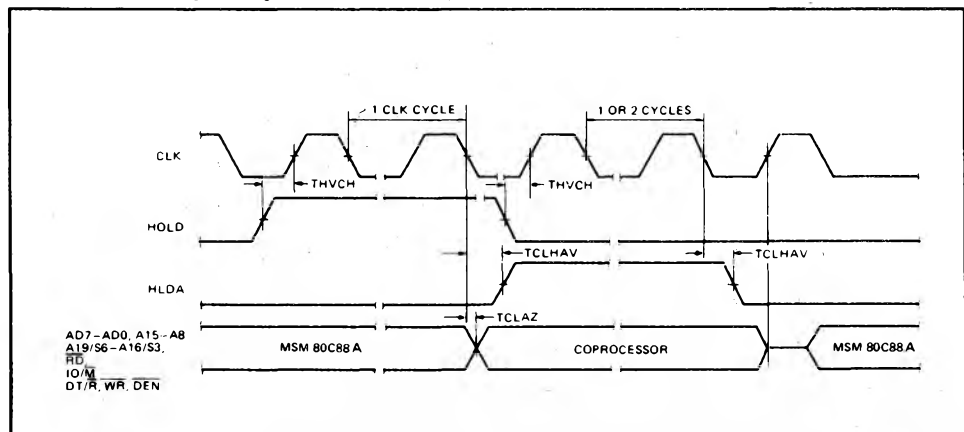 1 CLK CYCLE
1 OR 2 CYCLES
CLK
THVCH
THVCH
HOLD
TCLHAV
TCLHAV
HLDA
TCLAZ
AD7-AD0, A15-A8
A19/S6-A16/S3,
RD
IO/M
DT/R, WR, DEN
MSM 80C88A
COPROCESSOR
MSM 80C88A